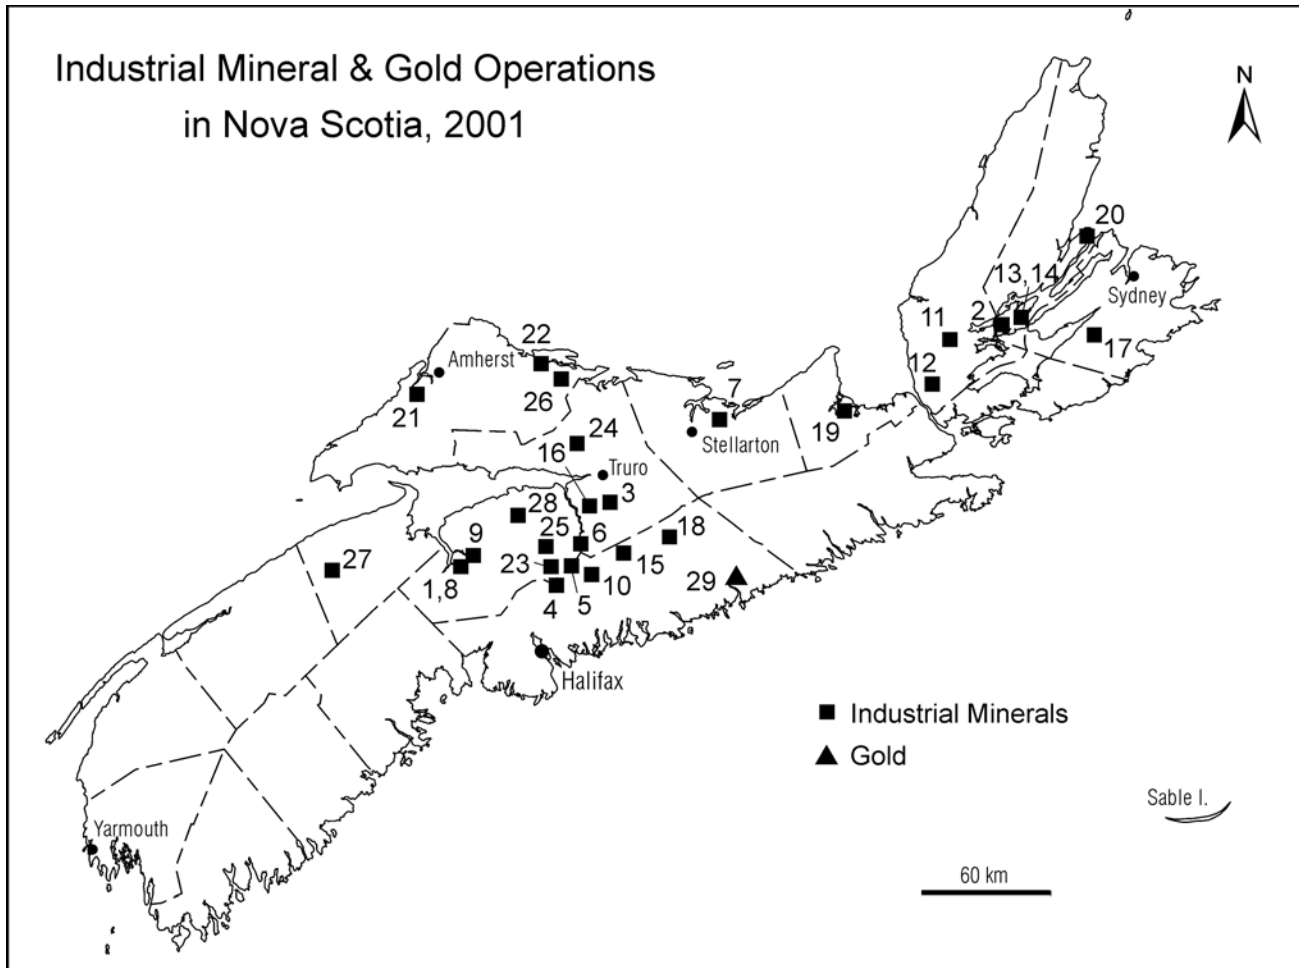 Industrial Mineral & Gold Operations
in Nova Scotia, 2001
N
20
13,14
Sydney
2
11
17
12
22
Amherst
7
26
21
19
24
Stellarton
16
Truro
3
28
18
25
6
9
27
23
15
1,8
29
10
4
5
Halifax
Industrial Minerals
Gold
Sable I.
Yarmouth
60 km